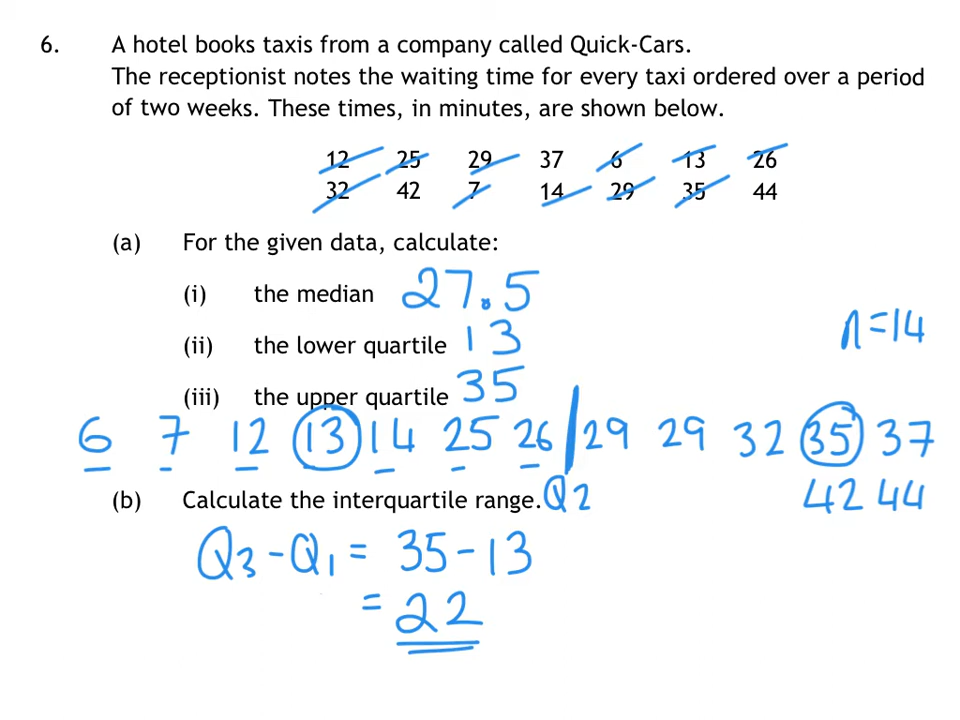 6. A hotel books taxis from a company called Quick-Cars.
The receptionist notes the waiting time for every taxi ordered over a period
of two weeks. These times, in minutes, are shown below.
12 25 29 37 6 13 26
32 42 7 14 29 35 44
(a) For the given data, calculate:
(i) the median 27.5
n=14
(ii) the lower quartile 13
(iii) the upper quartile 35
6 7 12 13 14 25 26 / 29 29 32 35 37
42 44
(b) Calculate the interquartile range. Q2
Q3 - Q1 = 35 - 13
= 22